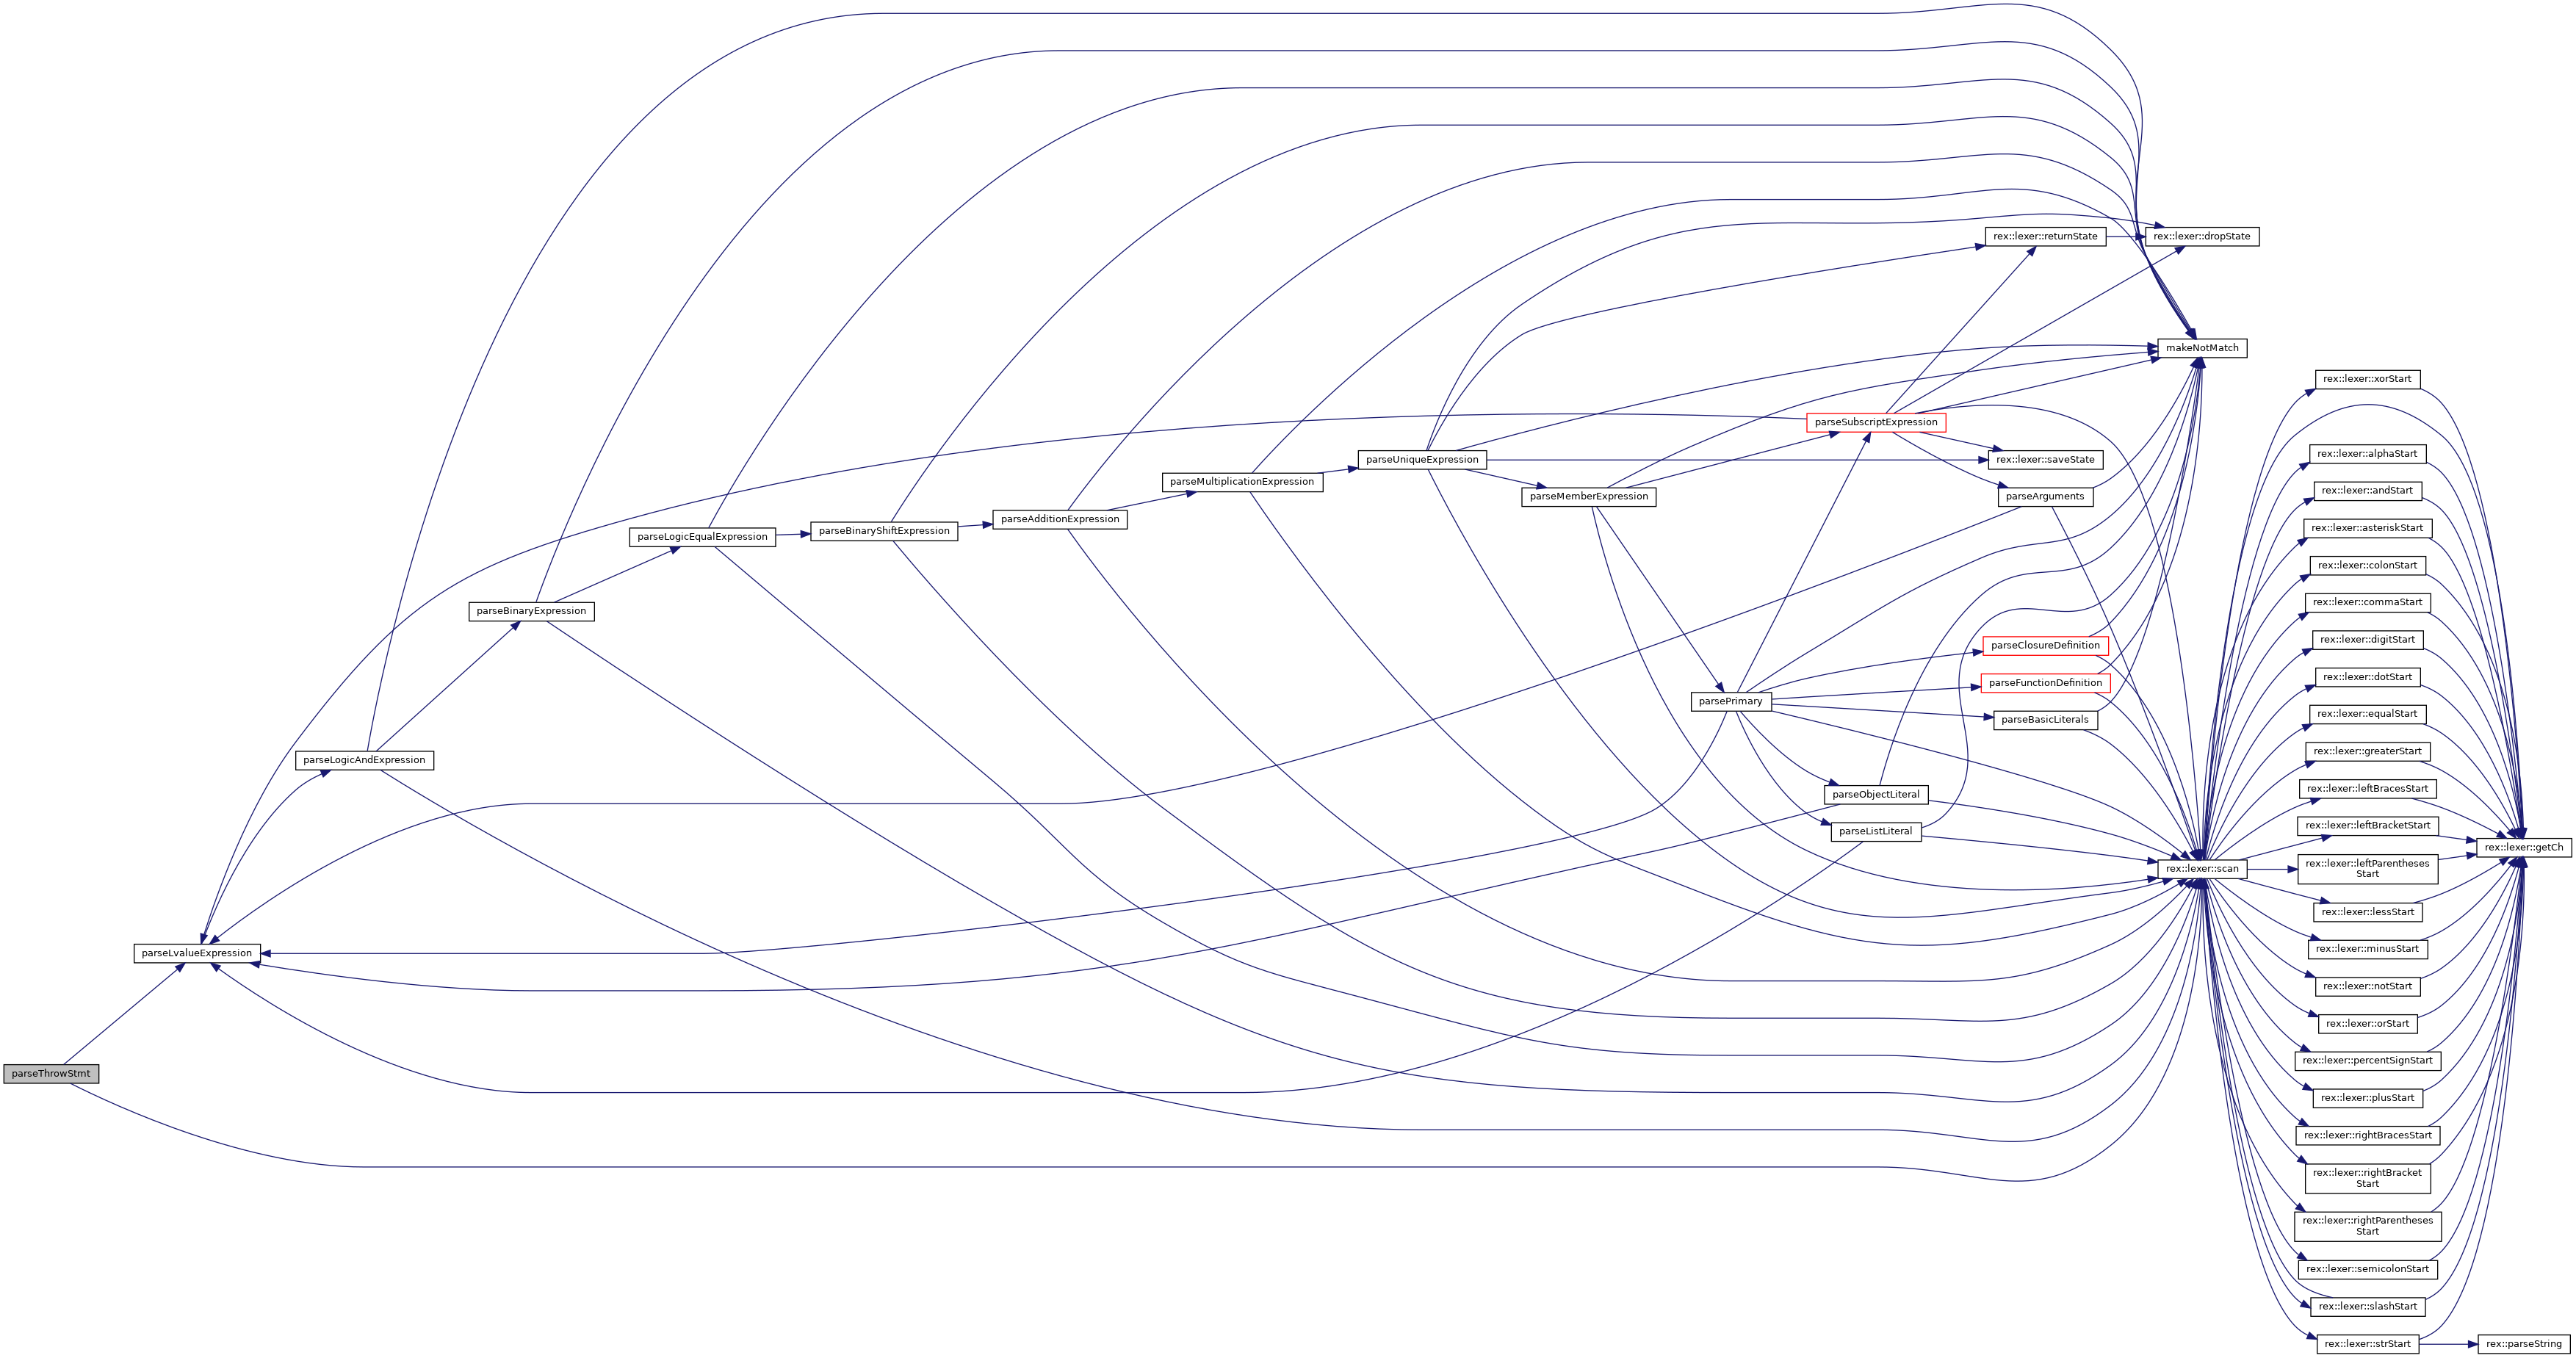 parseThrowStmt
parseLvalueExpression
parseLogicAndExpression
parseBinaryExpression
parseLogicEqualExpression
parseBinaryShiftExpression
parseAdditionExpression
parseMultiplicationExpression
parseUniqueExpression
parseMemberExpression
parsePrimary
parseSubscriptExpression
parseObjectLiteral
parseListLiteral
rex::lexer::returnState
rex::lexer::saveState
parseArguments
parseClosureDefinition
parseFunctionDefinition
parseBasicLiterals
rex::lexer::dropState
makeNotMatch
rex::lexer::scan
rex::lexer::xorStart
rex::lexer::alphaStart
rex::lexer::andStart
rex::lexer::asteriskStart
rex::lexer::colonStart
rex::lexer::commaStart
rex::lexer::digitStart
rex::lexer::dotStart
rex::lexer::equalStart
rex::lexer::greaterStart
rex::lexer::leftBracesStart
rex::lexer::leftBracketStart
rex::lexer::leftParentheses
Start
rex::lexer::lessStart
rex::lexer::minusStart
rex::lexer::notStart
rex::lexer::orStart
rex::lexer::percentSignStart
rex::lexer::plusStart
rex::lexer::rightBracesStart
rex::lexer::rightBracket
Start
rex::lexer::rightParentheses
Start
rex::lexer::semicolonStart
rex::lexer::slashStart
rex::lexer::strStart
rex::lexer::getCh
rex::parseString